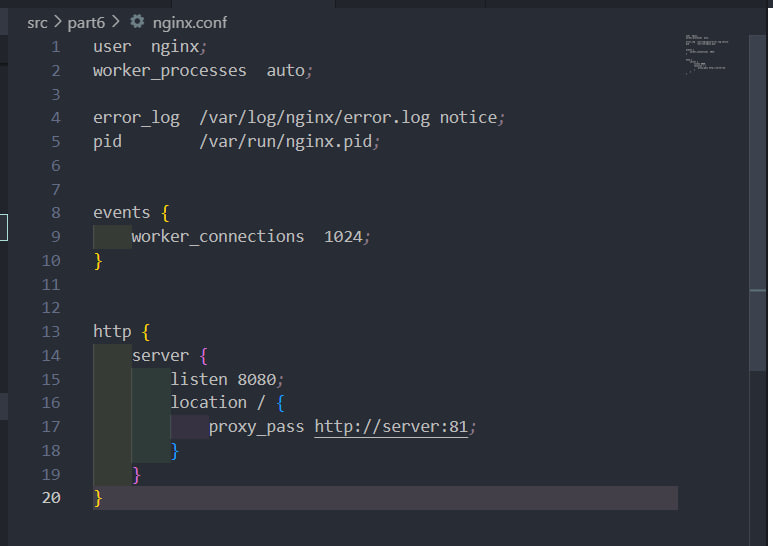 src > part6 > nginx.conf
1 user  nginx;
2 worker_processes  auto;
3
4 error_log  /var/log/nginx/error.log notice;
5 pid        /var/run/nginx.pid;
6
7
8 events {
9     worker_connections  1024;
10 }
11
12
13 http {
14     server {
15         listen 8080;
16         location / {
17             proxy_pass http://server:81;
18         }
19     }
20 }